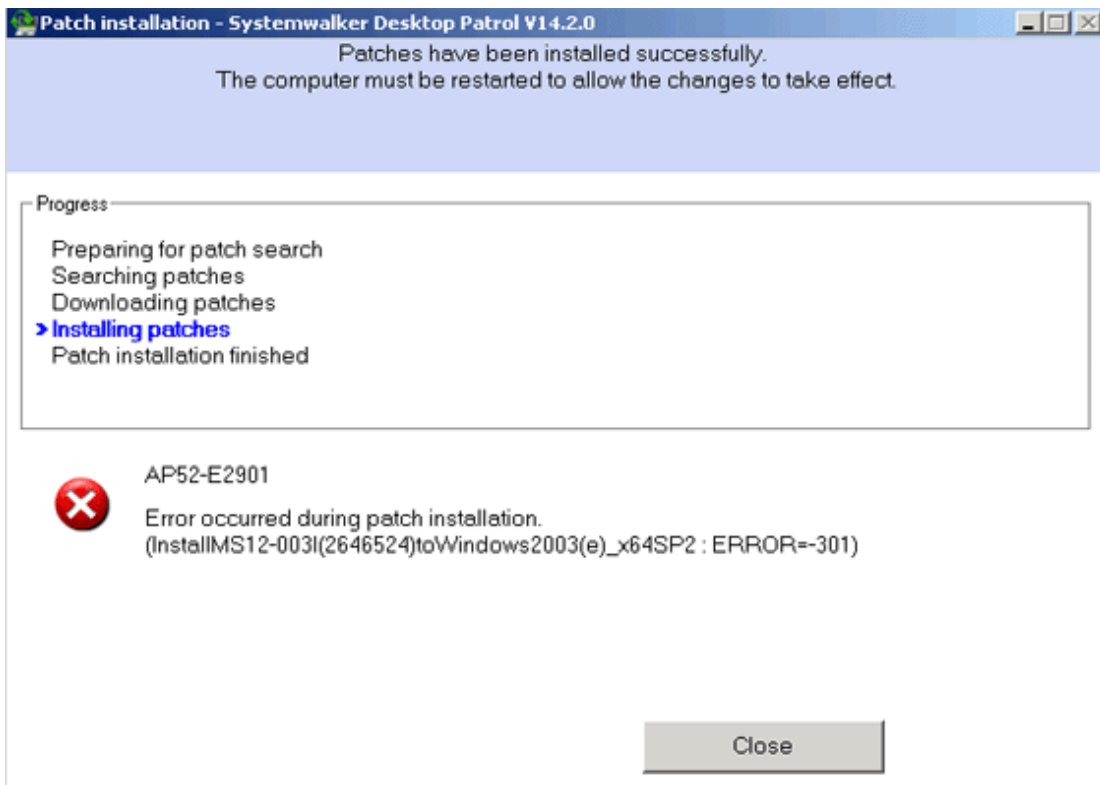 Patch installation - Systemwalker Desktop Patrol V14.2.0
Patches have been installed successfully.
The computer must be restarted to allow the changes to take effect.
Progress
Preparing for patch search
Searching patches
Downloading patches
> Installing patches
Patch installation finished
AP52-E2901
Error occurred during patch installation.
(InstallMS12-003I(2646524)toWindows2003(e)_x64SP2 : ERROR=-301)
Close